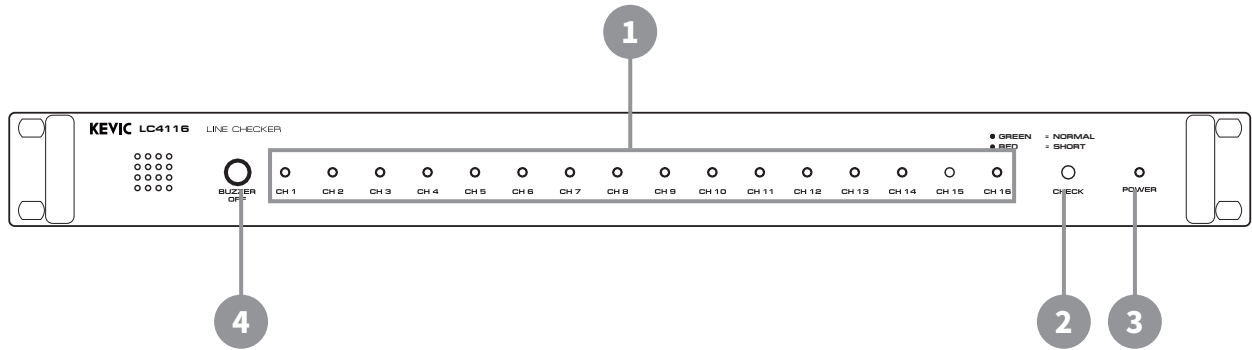 1
KEVIC LC4116 LINE CHECKER
● GREEN = NORMAL
● RED = SHORT
BUZZER
OFF
CH 1 CH 2 CH 3 CH 4 CH 5 CH 6 CH 7 CH 8 CH 9 CH 10 CH 11 CH 12 CH 13 CH 14 CH 15 CH 16
CHECK
POWER
4
2
3